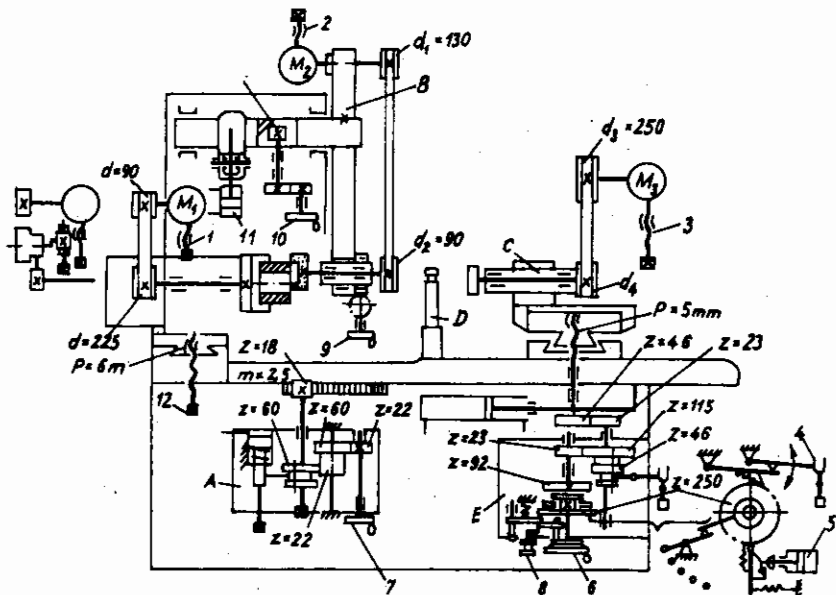 2
M₂
d₁=130
B
d₃=250
d=90
M₁
M₃
1
11
10
3
C
d₂=90
d₄
D
P=5mm
9
d=225
z=18
z=46
z=23
P=6m
m=2,5
12
z=60
z=60
z=22
z=115
z=23
z=46
4
A
z=92
E
z=250
5
z=22
7
8
6